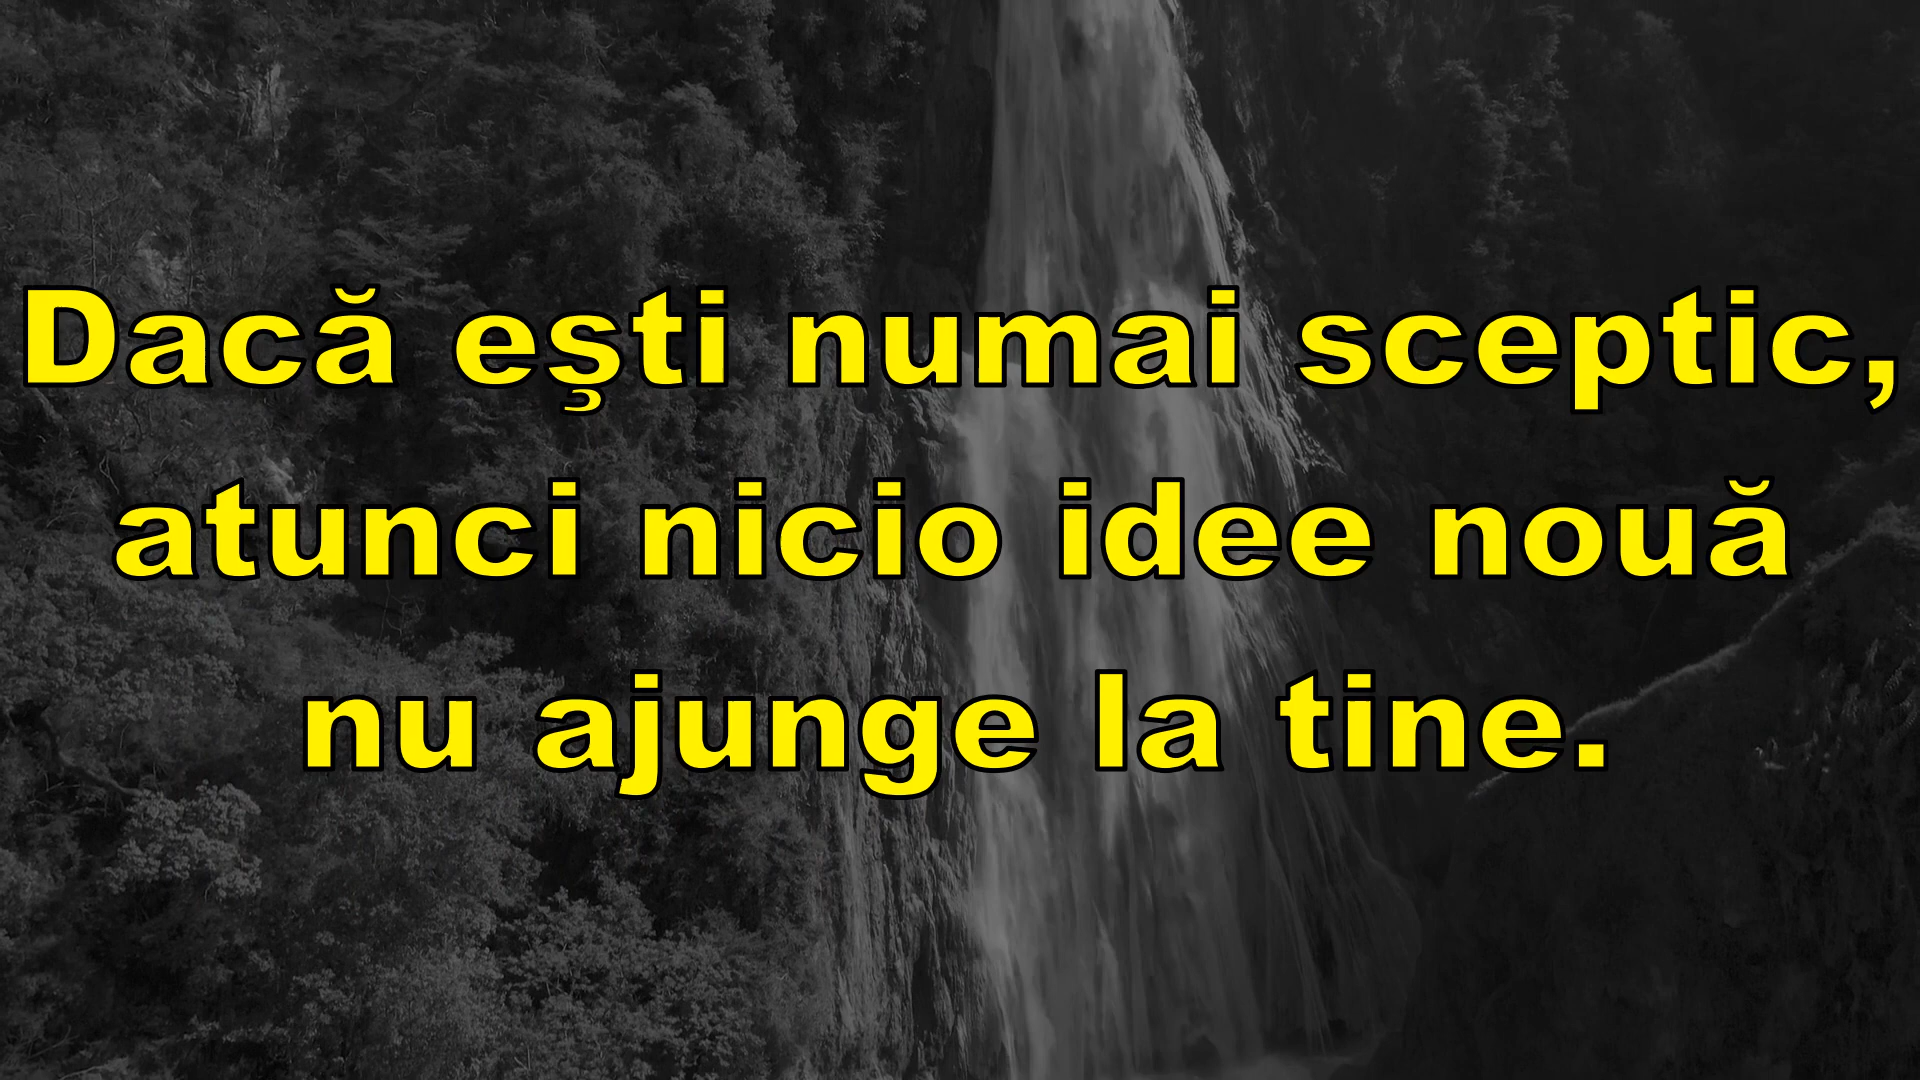 Dacă eşti numai sceptic,
atunci nicio idee nouă
nu ajunge la tine.